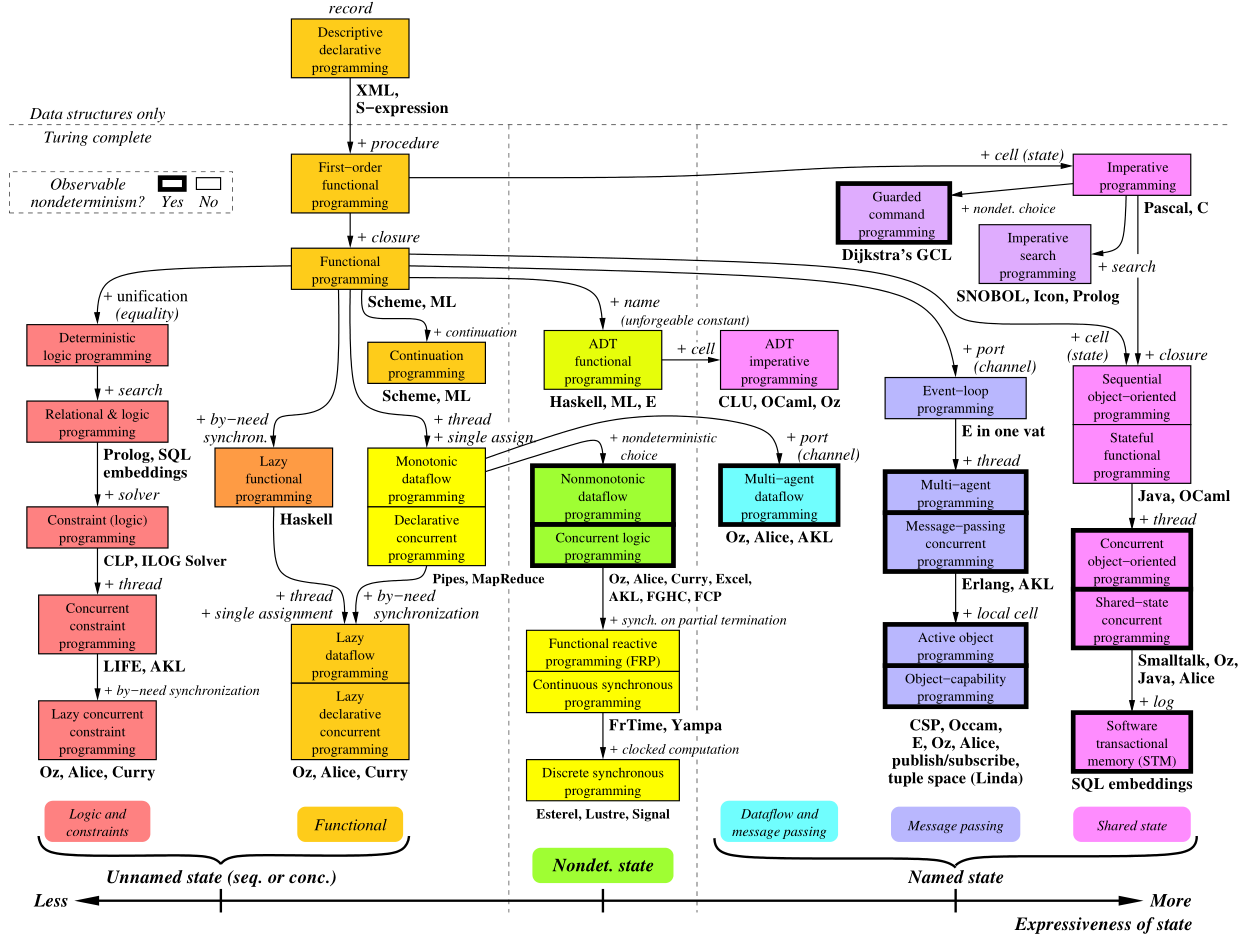 record
Descriptive
declarative
programming
XML,
S−expression
Data structures only
Turing complete
+ procedure
Observable
nondeterminism?
Yes
No
First−order
functional
programming
+ cell (state)
Imperative
programming
Pascal, C
Guarded
command
programming
+ nondet. choice
Dijkstra’s GCL
Imperative
search
programming
+ search
SNOBOL, Icon, Prolog
+ closure
Functional
programming
Scheme, ML
+ unification
(equality)
Deterministic
logic programming
+ search
Relational & logic
programming
Prolog, SQL
embeddings
+ solver
Constraint (logic)
programming
CLP, ILOG Solver
+ thread
Concurrent
constraint
programming
LIFE, AKL
+ by−need synchronization
Lazy concurrent
constraint
programming
Oz, Alice, Curry
+ continuation
Continuation
programming
Scheme, ML
+ by−need
synchron.
Lazy
functional
programming
Haskell
+ thread
+ single assign.
Monotonic
dataflow
programming
Declarative
concurrent
programming
Pipes, MapReduce
+ thread
+ single assignment
+ by−need
synchronization
Lazy
dataflow
programming
Lazy
declarative
concurrent
programming
Oz, Alice, Curry
+ name
(unforgeable constant)
ADT
functional
programming
Haskell, ML, E
+ cell
ADT
imperative
programming
CLU, OCaml, Oz
+ nondeterministic
choice
Nonmonotonic
dataflow
programming
Concurrent logic
programming
Oz, Alice, Curry, Excel,
AKL, FGHC, FCP
+ synch. on partial termination
Functional reactive
programming (FRP)
Continuous synchronous
programming
FrTime, Yampa
+ clocked computation
Discrete synchronous
programming
Esterel, Lustre, Signal
+ port
(channel)
Multi−agent
dataflow
programming
Oz, Alice, AKL
+ port
(channel)
Event−loop
programming
E in one vat
+ thread
Multi−agent
programming
Message−passing
concurrent
programming
Erlang, AKL
+ local cell
Active object
programming
Object−capability
programming
CSP, Occam,
E, Oz, Alice,
publish/subscribe,
tuple space (Linda)
+ cell
(state)
+ closure
Sequential
object−oriented
programming
Stateful
functional
programming
Java, OCaml
+ thread
Concurrent
object−oriented
programming
Shared−state
concurrent
programming
Smalltalk, Oz,
Java, Alice
+ log
Software
transactional
memory (STM)
SQL embeddings
Logic and
constraints
Functional
Dataflow and
message passing
Message passing
Shared state
Unnamed state (seq. or conc.)
Nondet. state
Named state
Less
More
Expressiveness of state